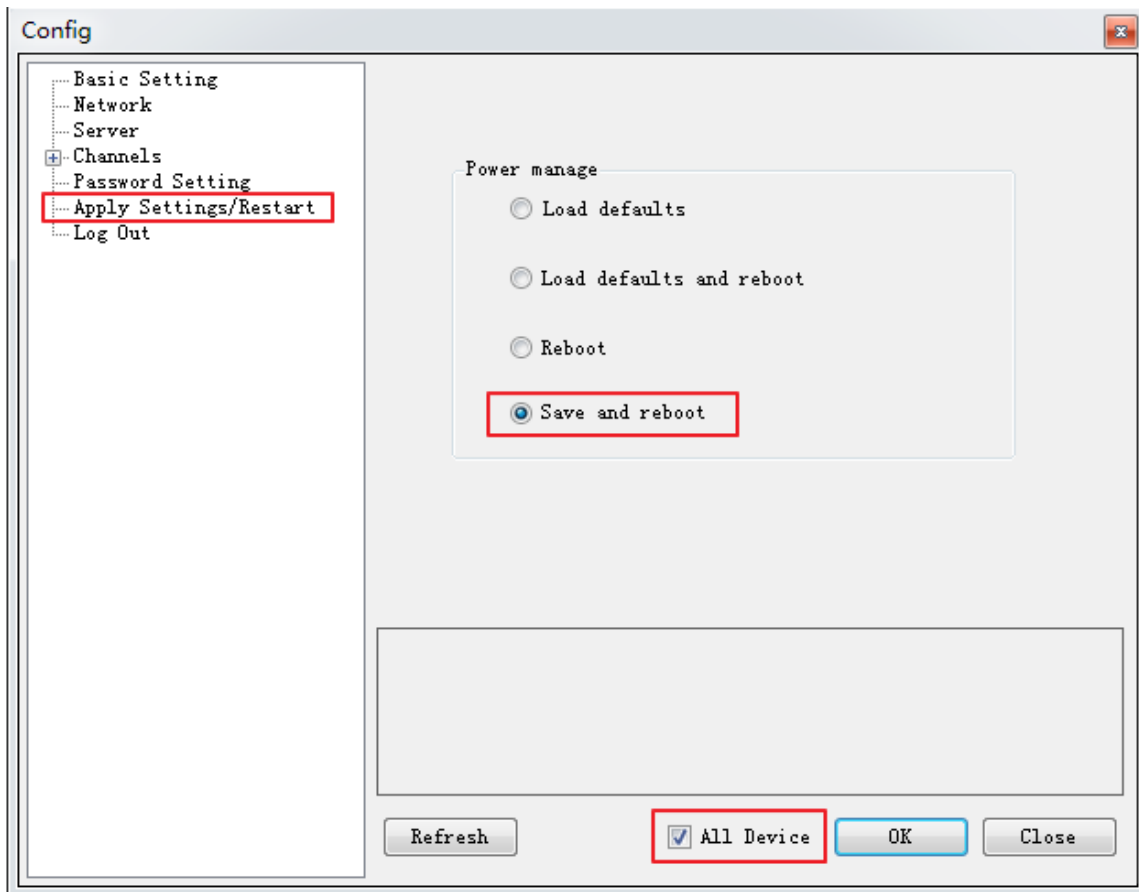 Config
Basic Setting
Network
Server
Channels
Password Setting
Apply Settings/Restart
Log Out
Power manage
Load defaults
Load defaults and reboot
Reboot
Save and reboot
Refresh
All Device
OK
Close